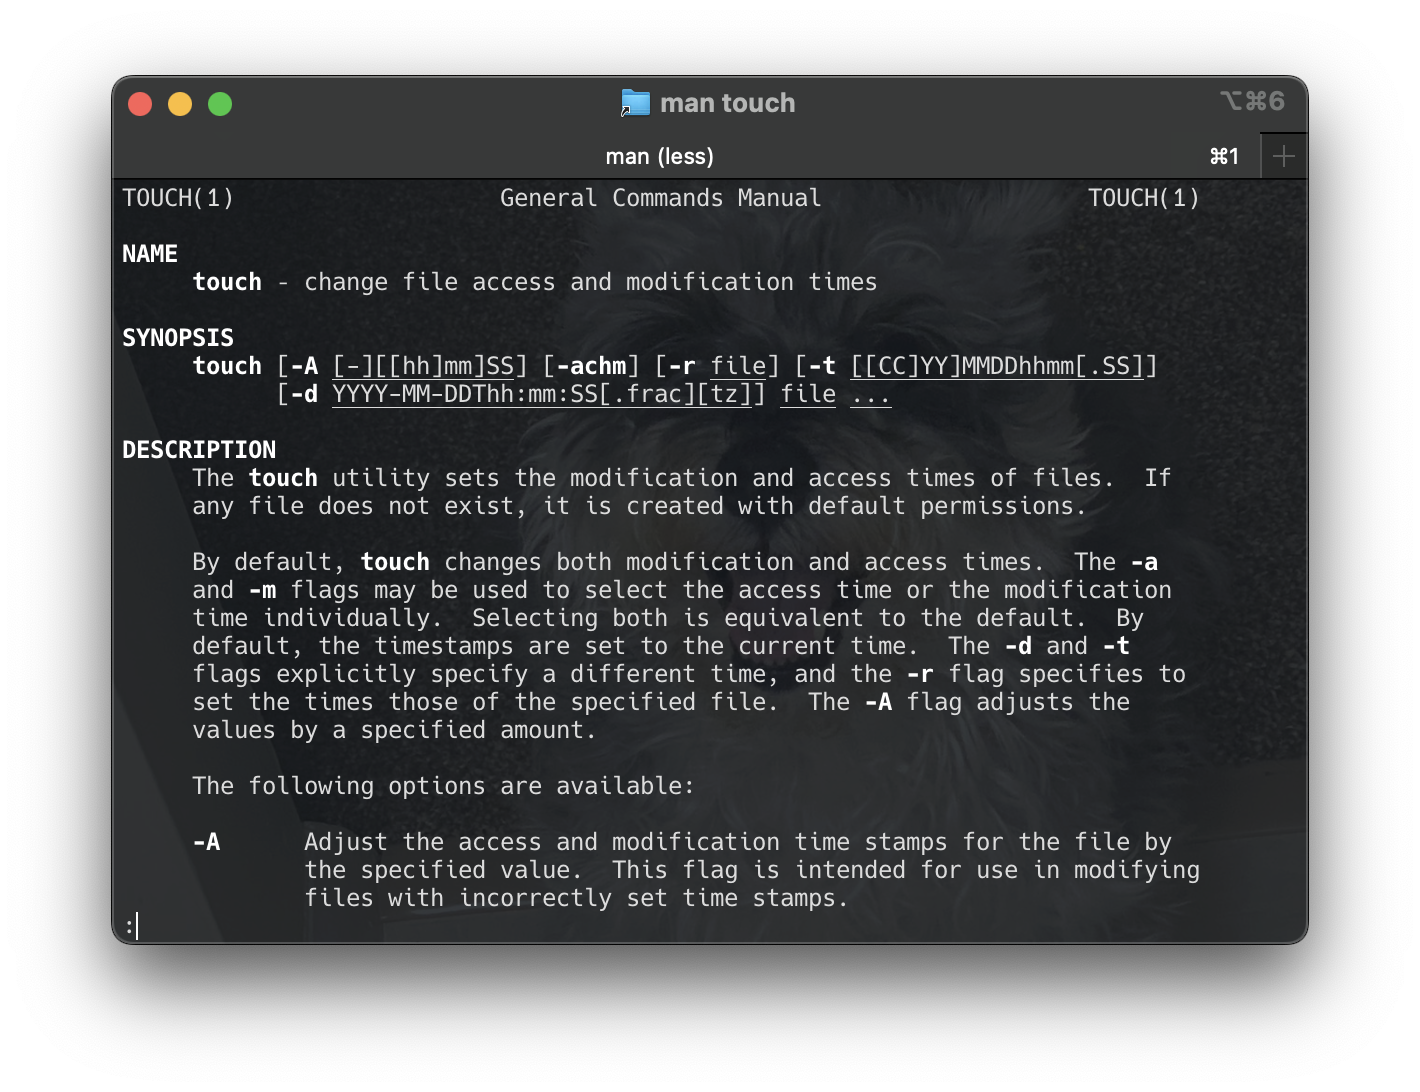 man touch ⌥⌘6
man (less) ⌘1 +
TOUCH(1) General Commands Manual TOUCH(1)
NAME
touch - change file access and modification times
SYNOPSIS
touch [-A [-][[hh]mm]SS] [-achm] [-r file] [-t [[CC]YY]MMDDhhmm[.SS]]
[-d YYYY-MM-DDThh:mm:SS[.frac][tz]] file ...
DESCRIPTION
The touch utility sets the modification and access times of files. If
any file does not exist, it is created with default permissions.
By default, touch changes both modification and access times. The -a
and -m flags may be used to select the access time or the modification
time individually. Selecting both is equivalent to the default. By
default, the timestamps are set to the current time. The -d and -t
flags explicitly specify a different time, and the -r flag specifies to
set the times those of the specified file. The -A flag adjusts the
values by a specified amount.
The following options are available:
-A Adjust the access and modification time stamps for the file by
the specified value. This flag is intended for use in modifying
files with incorrectly set time stamps.
: